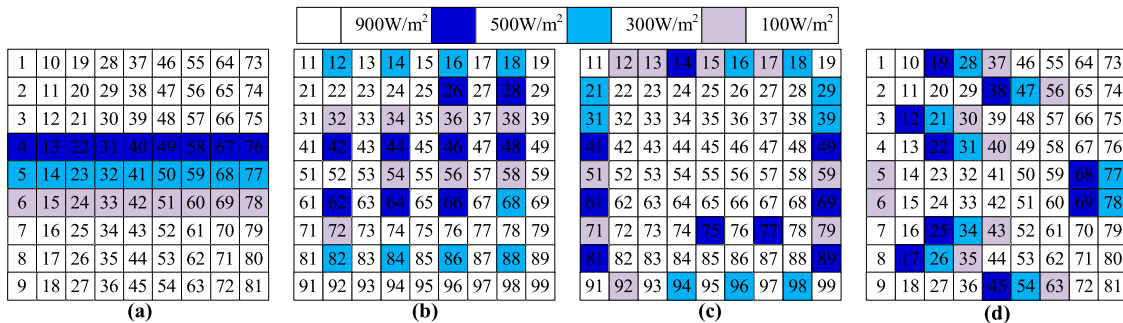 900W/m² 500W/m² 300W/m² 100W/m²
1 10 19 28 37 46 55 64 73
2 11 20 29 38 47 56 65 74
3 12 21 30 39 48 57 66 75
4 13 22 31 40 49 58 67 76
5 14 23 32 41 50 59 68 77
6 15 24 33 42 51 60 69 78
7 16 25 34 43 52 61 70 79
8 17 26 35 44 53 62 71 80
9 18 27 36 45 54 63 72 81
(a)
11 12 13 14 15 16 17 18 19
21 22 23 24 25 26 27 28 29
31 32 33 34 35 36 37 38 39
41 42 43 44 45 46 47 48 49
51 52 53 54 55 56 57 58 59
61 62 63 64 65 66 67 68 69
71 72 73 74 75 76 77 78 79
81 82 83 84 85 86 87 88 89
91 92 93 94 95 96 97 98 99
(b)
11 12 13 14 15 16 17 18 19
21 22 23 24 25 26 27 28 29
31 32 33 34 35 36 37 38 39
41 42 43 44 45 46 47 48 49
51 52 53 54 55 56 57 58 59
61 62 63 64 65 66 67 68 69
71 72 73 74 75 76 77 78 79
81 82 83 84 85 86 87 88 89
91 92 93 94 95 96 97 98 99
(c)
1 10 19 28 37 46 55 64 73
2 11 20 29 38 47 56 65 74
3 12 21 30 39 48 57 66 75
4 13 22 31 40 49 58 67 76
5 14 23 32 41 50 59 68 77
6 15 24 33 42 51 60 69 78
7 16 25 34 43 52 61 70 79
8 17 26 35 44 53 62 71 80
9 18 27 36 45 54 63 72 81
(d)